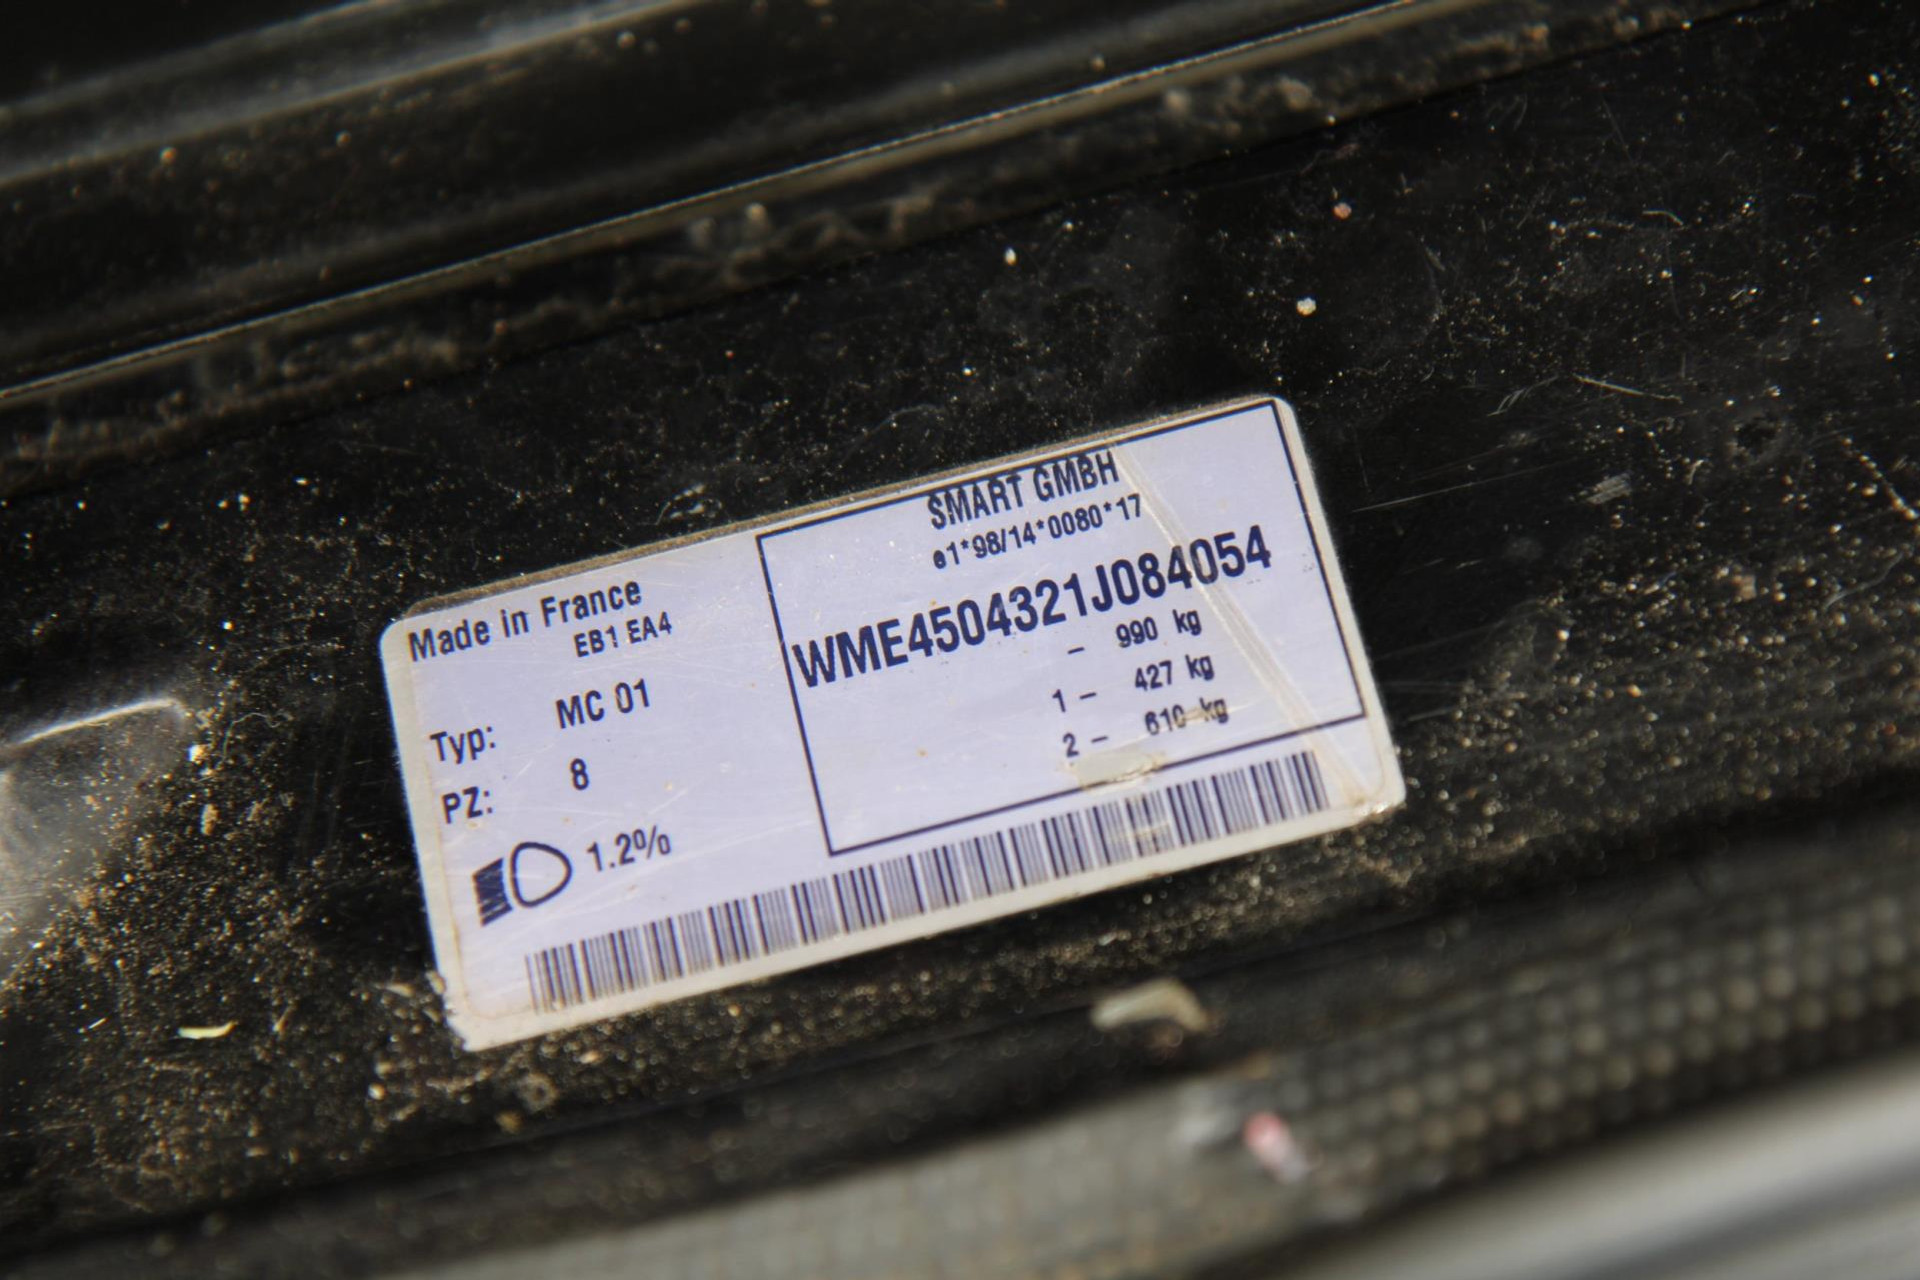 Made in France
EB1 EA4
Typ: MC 01
PZ: 8
1.2%
SMART GMBH
e1*98/14*0080*17
WME4504321J084054
- 990 kg
1 - 427 kg
2 - 610 kg